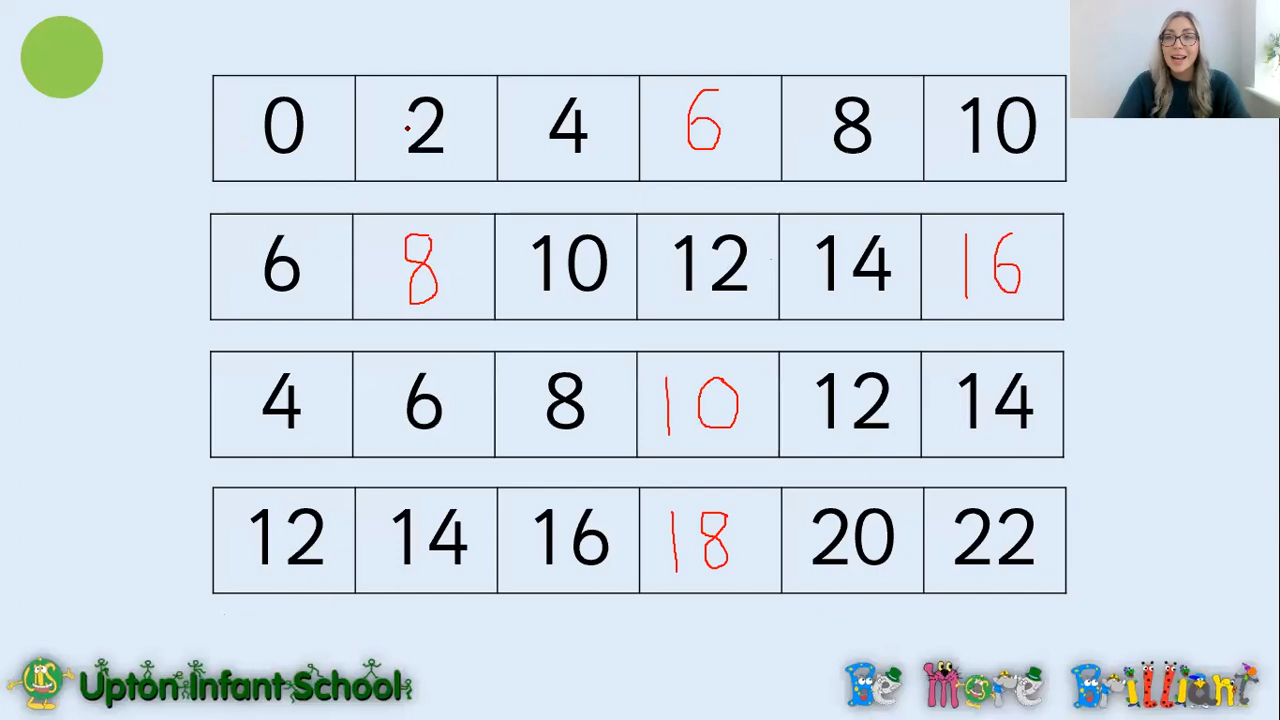 0 2 4 6 8 10
6 8 10 12 14 16
4 6 8 10 12 14
12 14 16 18 20 22
Upton Infant School
Be More Brilliant